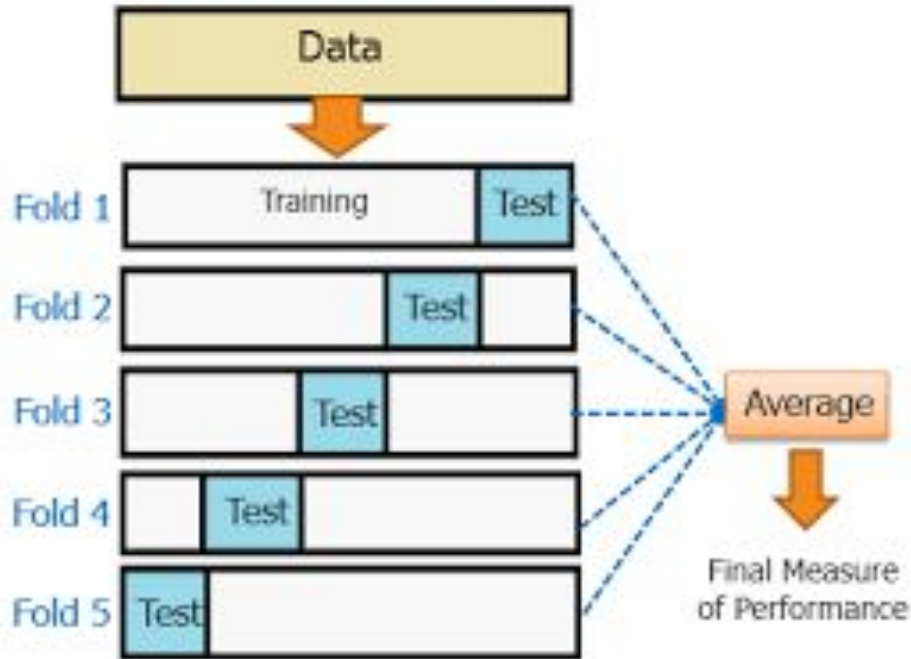 Data
Fold 1 Training Test
Fold 2 Test
Fold 3 Test
Fold 4 Test
Fold 5 Test
Average
Final Measure
of Performance